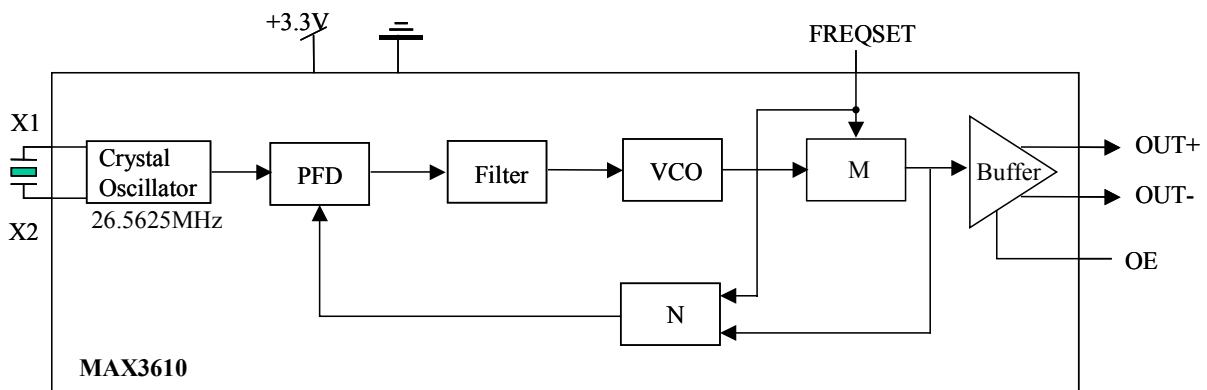 +3.3V
FREQSET
X1
Crystal
Oscillator
26.5625MHz
X2
PFD
Filter
VCO
M
Buffer
OUT+
OUT-
OE
N
MAX3610